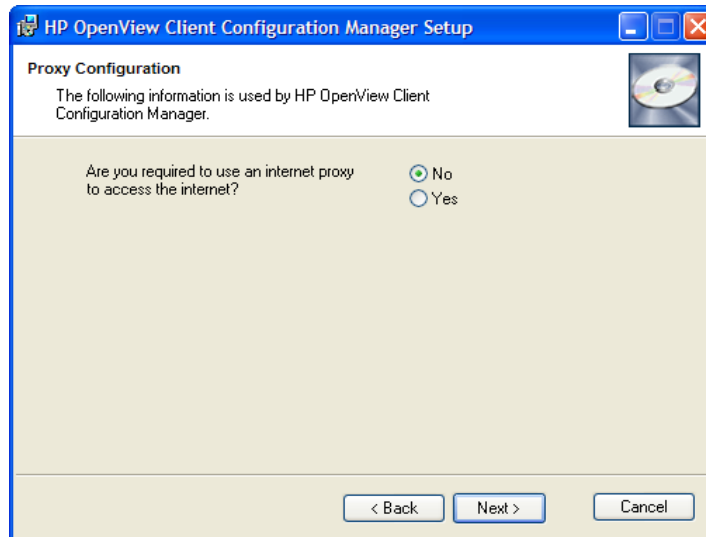 HP OpenView Client Configuration Manager Setup
Proxy Configuration
The following information is used by HP OpenView Client
Configuration Manager.
Are you required to use an internet proxy
to access the internet?
No
Yes
< Back
Next >
Cancel